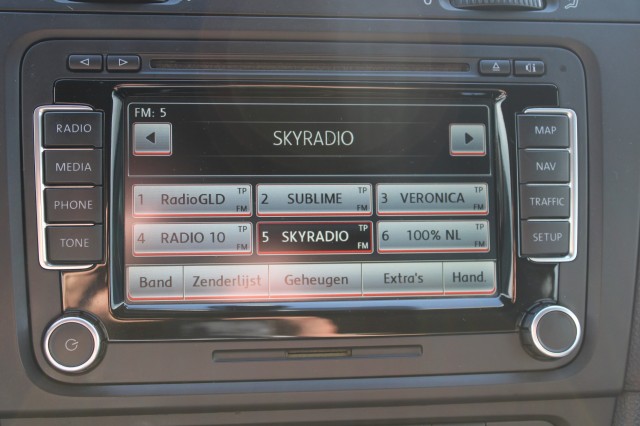 FM: 5
SKYRADIO
RADIO
MEDIA
PHONE
TONE
1 RadioGLD TP FM
2 SUBLIME TP FM
3 VERONICA TP FM
4 RADIO 10 FM
5 SKYRADIO TP FM
6 100% NL FM
Band Zenderlijst Geheugen Extra's Hand.
MAP
NAV
TRAFFIC
SETUP